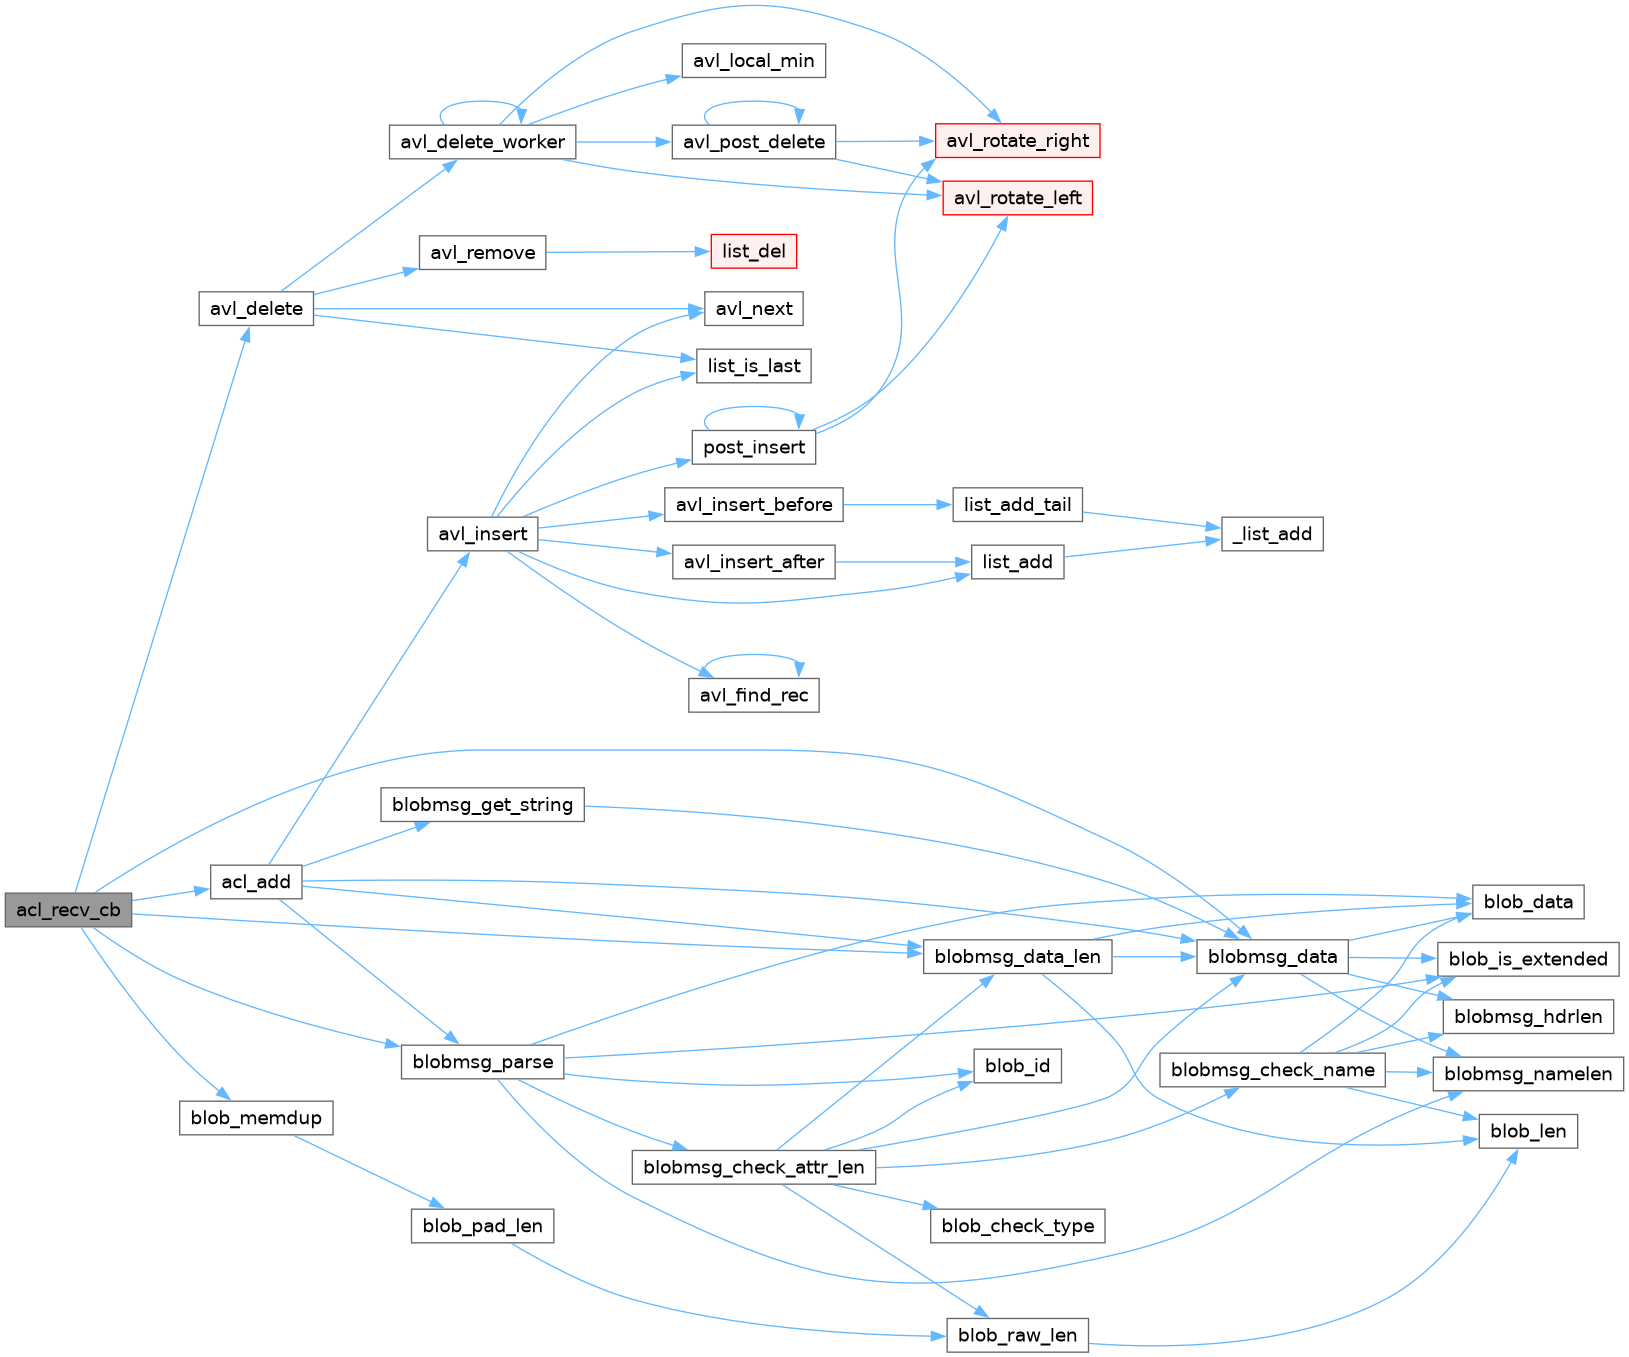 avl_local_min
avl_delete_worker
avl_post_delete
avl_rotate_right
avl_rotate_left
avl_remove
list_del
avl_delete
avl_next
list_is_last
post_insert
avl_insert_before
list_add_tail
avl_insert
_list_add
avl_insert_after
list_add
avl_find_rec
blobmsg_get_string
acl_add
acl_recv_cb
blob_data
blobmsg_data_len
blobmsg_data
blob_is_extended
blobmsg_hdrlen
blobmsg_parse
blob_id
blobmsg_check_name
blobmsg_namelen
blob_memdup
blob_len
blobmsg_check_attr_len
blob_pad_len
blob_check_type
blob_raw_len